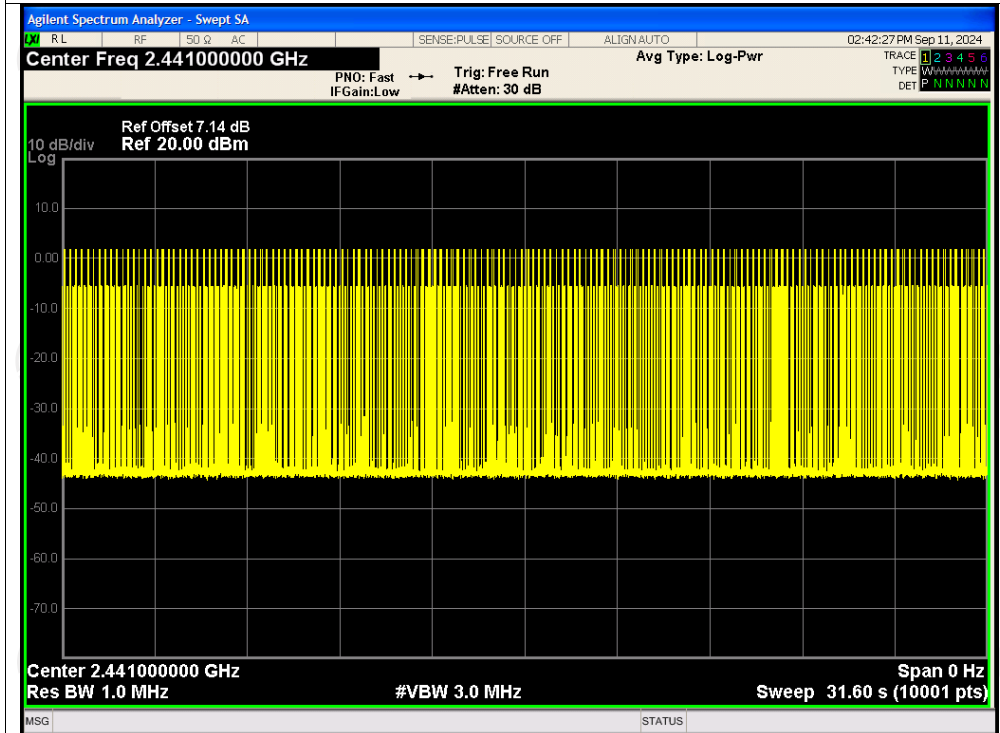 Agilent Spectrum Analyzer - Swept SA
LXI RL RF 50 Ω AC SENSE:PULSE SOURCE OFF ALIGNAUTO 02:42:27 PM Sep 11, 2024
Center Freq 2.441000000 GHz Avg Type: Log-Pwr TRACE 1 2 3 4 5 6
PNO: Fast Trig: Free Run TYPE W
IFGain:Low #Atten: 30 dB DET P N N N N N
Ref Offset 7.14 dB
10 dB/div Ref 20.00 dBm
Log
10.0
0.00
-10.0
-20.0
-30.0
-40.0
-50.0
-60.0
-70.0
Center 2.441000000 GHz Span 0 Hz
Res BW 1.0 MHz #VBW 3.0 MHz Sweep 31.60 s (10001 pts)
MSG STATUS